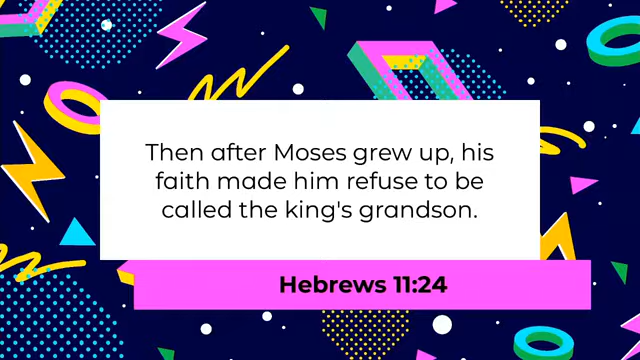 Then after Moses grew up, his
faith made him refuse to be
called the king's grandson.
Hebrews 11:24